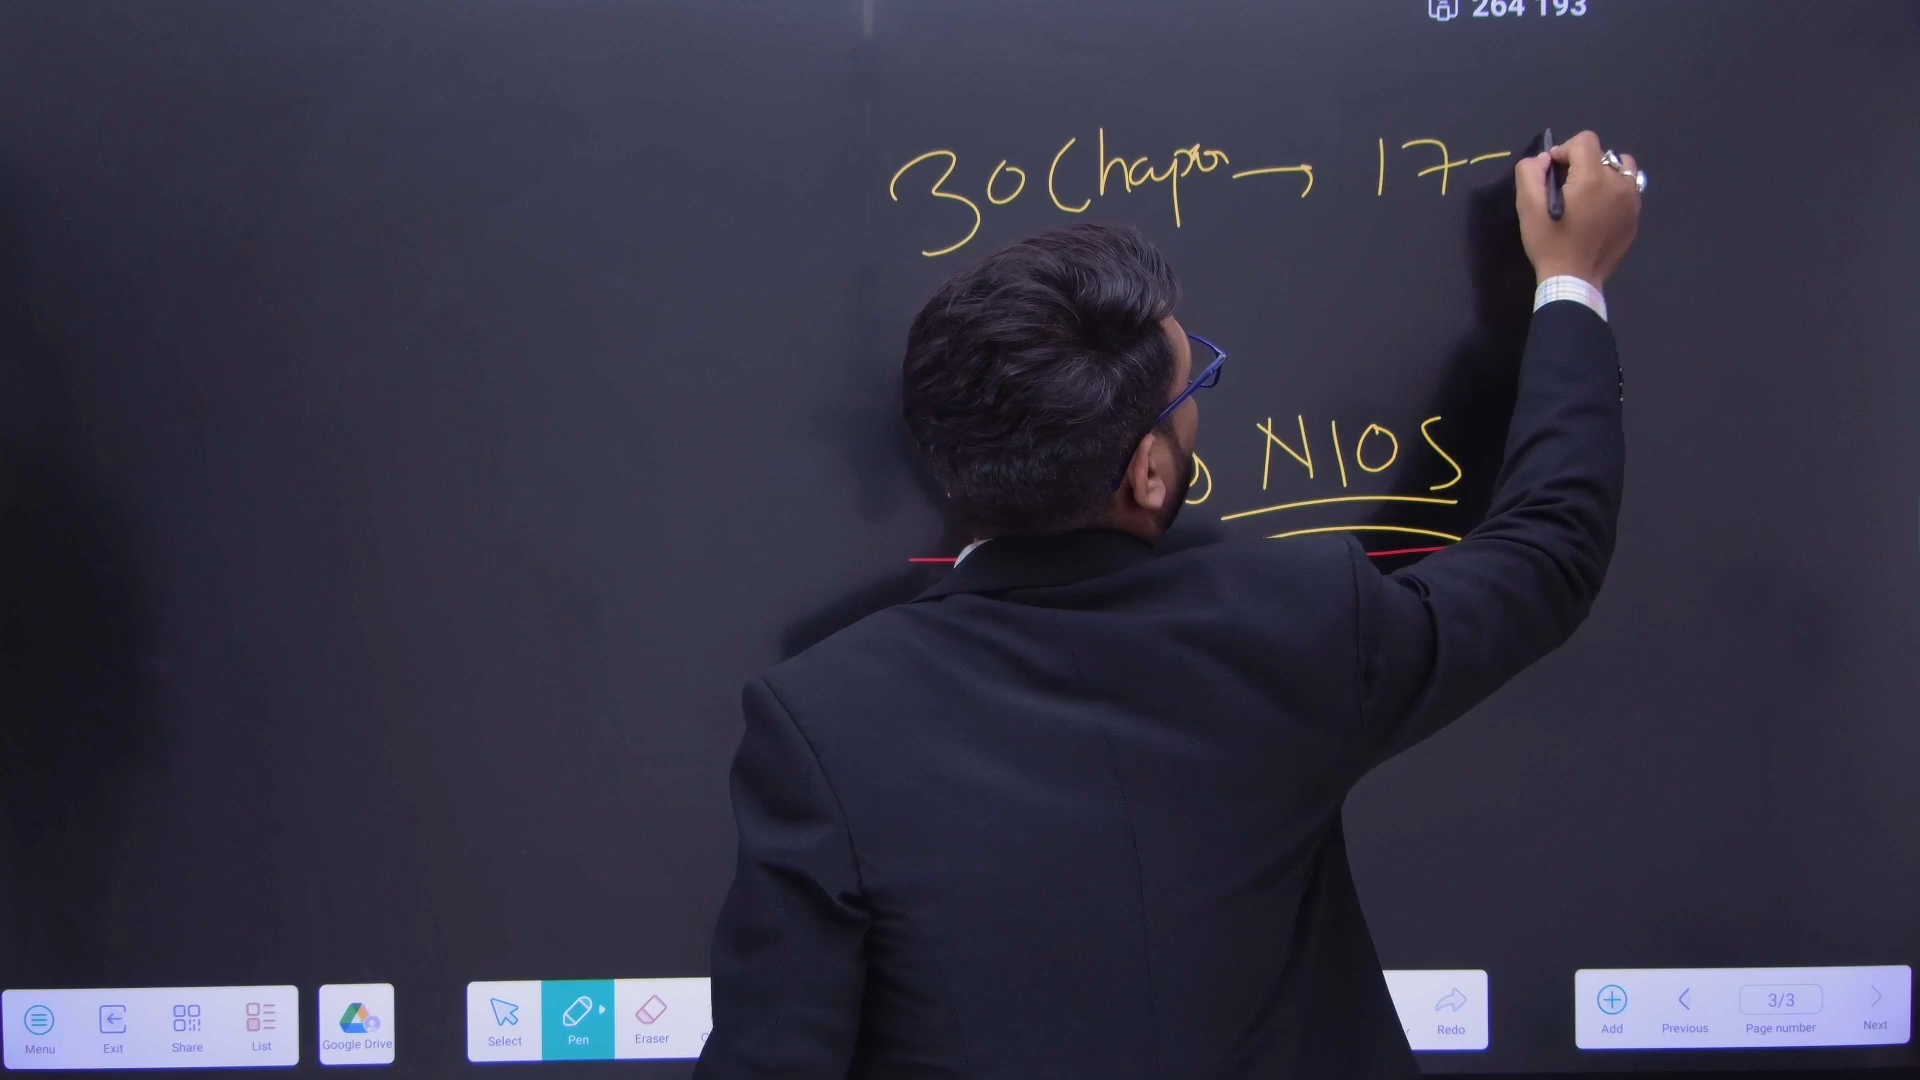 264 193
30 Chaper → 17-
NIOS
Menu Exit Share List Google Drive Select Pen Eraser Redo Add Previous 3/3 Page number Next